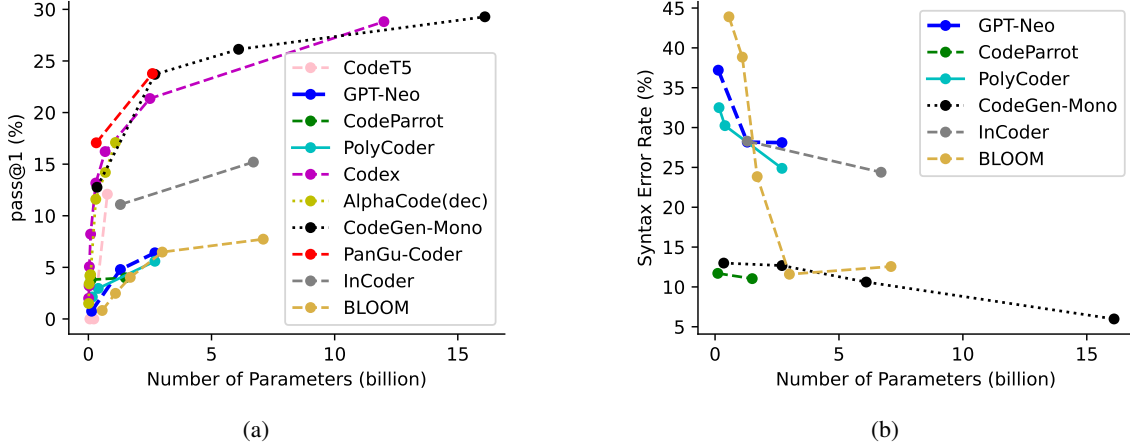 30
25
20
15
10
5
0
pass@1 (%)
0
5
10
15
Number of Parameters (billion)
CodeT5
GPT-Neo
CodeParrot
PolyCoder
Codex
AlphaCode(dec)
CodeGen-Mono
PanGu-Coder
InCoder
BLOOM
(a)
45
40
35
30
25
20
15
10
5
Syntax Error Rate (%)
0
5
10
15
Number of Parameters (billion)
GPT-Neo
CodeParrot
PolyCoder
CodeGen-Mono
InCoder
BLOOM
(b)